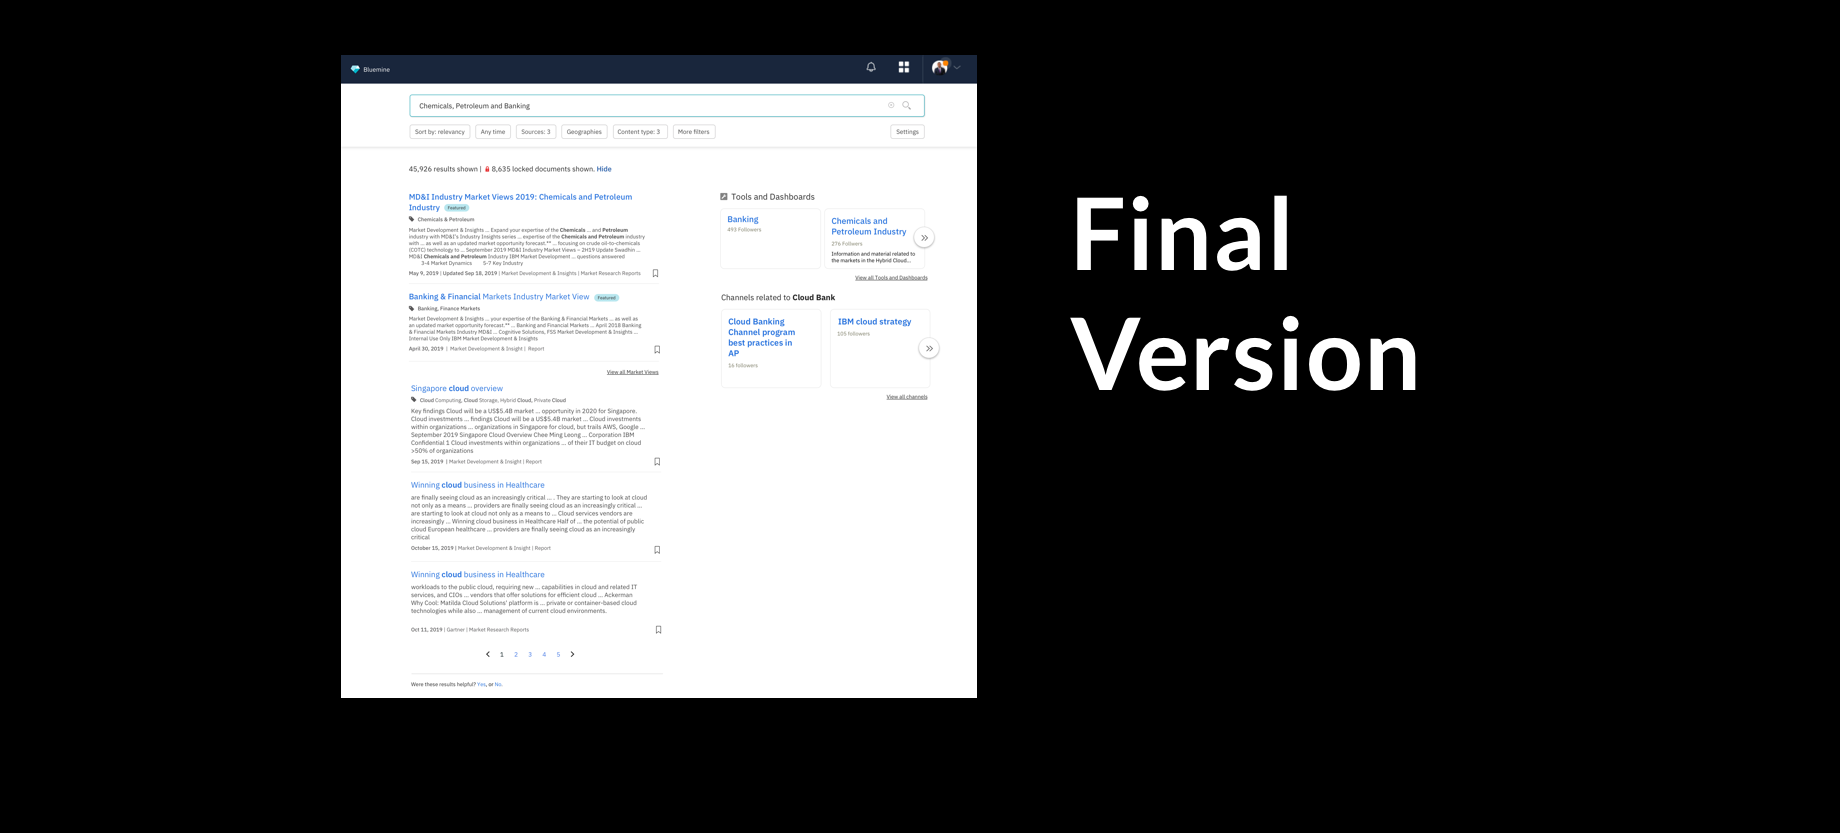 Bluemine
Chemicals, Petroleum and Banking
Sort by: relevancy
Any time
Sources: 3
Geographies
Content type: 3
More filters
Settings
45,926 results shown | 8,635 locked documents shown. Hide
MD&I Industry Market Views 2019: Chemicals and Petroleum
Industry Featured
Chemicals & Petroleum
Market Development & Insights ... Expand your expertise of the Chemicals ... and Petroleum
industry with MD&I's Industry Insights series ... expertise of the Chemicals and Petroleum industry
with ... as well as an updated market opportunity forecast.** ... focusing on crude oil-to-chemicals
(COTC) technology to ... September 2019 MD&I Industry Market Views – 2H19 Update Swadhin ...
MD&I Chemicals and Petroleum Industry IBM Market Development ... questions answered
3-4 Market Dynamics 5-7 Key Industry
May 9, 2019 | Updated Sep 18, 2019 | Market Development & Insights | Market Research Reports
Banking & Financial Markets Industry Market View Featured
Banking, Finance Markets
Market Development & Insights ... your expertise of the Banking & Financial Markets ... as well as
an updated market opportunity forecast.** ... Banking and Financial Markets ... April 2018 Banking
& Financial Markets Industry MD&I ... Cognitive Solutions, FSS Market Development & Insights ...
Internal Use Only IBM Market Development & Insights
April 30, 2019 | Market Development & Insight | Report
View all Market Views
Singapore cloud overview
Cloud Computing, Cloud Storage, Hybrid Cloud, Private Cloud
Key findings Cloud will be a US$5.4B market ... opportunity in 2020 for Singapore.
Cloud investments ... findings Cloud will be a US$5.4B market ... Cloud investments
within organizations ... organizations in Singapore for cloud, but trails AWS, Google ...
September 2019 Singapore Cloud Overview Chee Ming Leong ... Corporation IBM
Confidential 1 Cloud investments within organizations ... of their IT budget on cloud
>50% of organizations
Sep 15, 2019 | Market Development & Insight | Report
Winning cloud business in Healthcare
are finally seeing cloud as an increasingly critical ... . They are starting to look at cloud
not only as a means ... providers are finally seeing cloud as an increasingly critical ...
are starting to look at cloud not only as a means to ... Cloud services vendors are
increasingly ... Winning cloud business in Healthcare Half of ... the potential of public
cloud European healthcare ... providers are finally seeing cloud as an increasingly
critical
October 15, 2019 | Market Development & Insight | Report
Winning cloud business in Healthcare
workloads to the public cloud, requiring new ... capabilities in cloud and related IT
services, and CIOs ... vendors that offer solutions for efficient cloud ... Ackerman
Why Cool: Matilda Cloud Solutions' platform is ... private or container-based cloud
technologies while also ... management of current cloud environments.
Oct 11, 2019 | Gartner | Market Research Reports
1 2 3 4 5
Were these results helpful? Yes, or No.
Tools and Dashboards
Banking
493 Followers
Chemicals and
Petroleum Industry
276 Followers
Information and material related to
the markets in the Hybrid Cloud...
View all Tools and Dashboards
Channels related to Cloud Bank
Cloud Banking
Channel program
best practices in
AP
16 followers
IBM cloud strategy
105 followers
View all channels
Final
Version